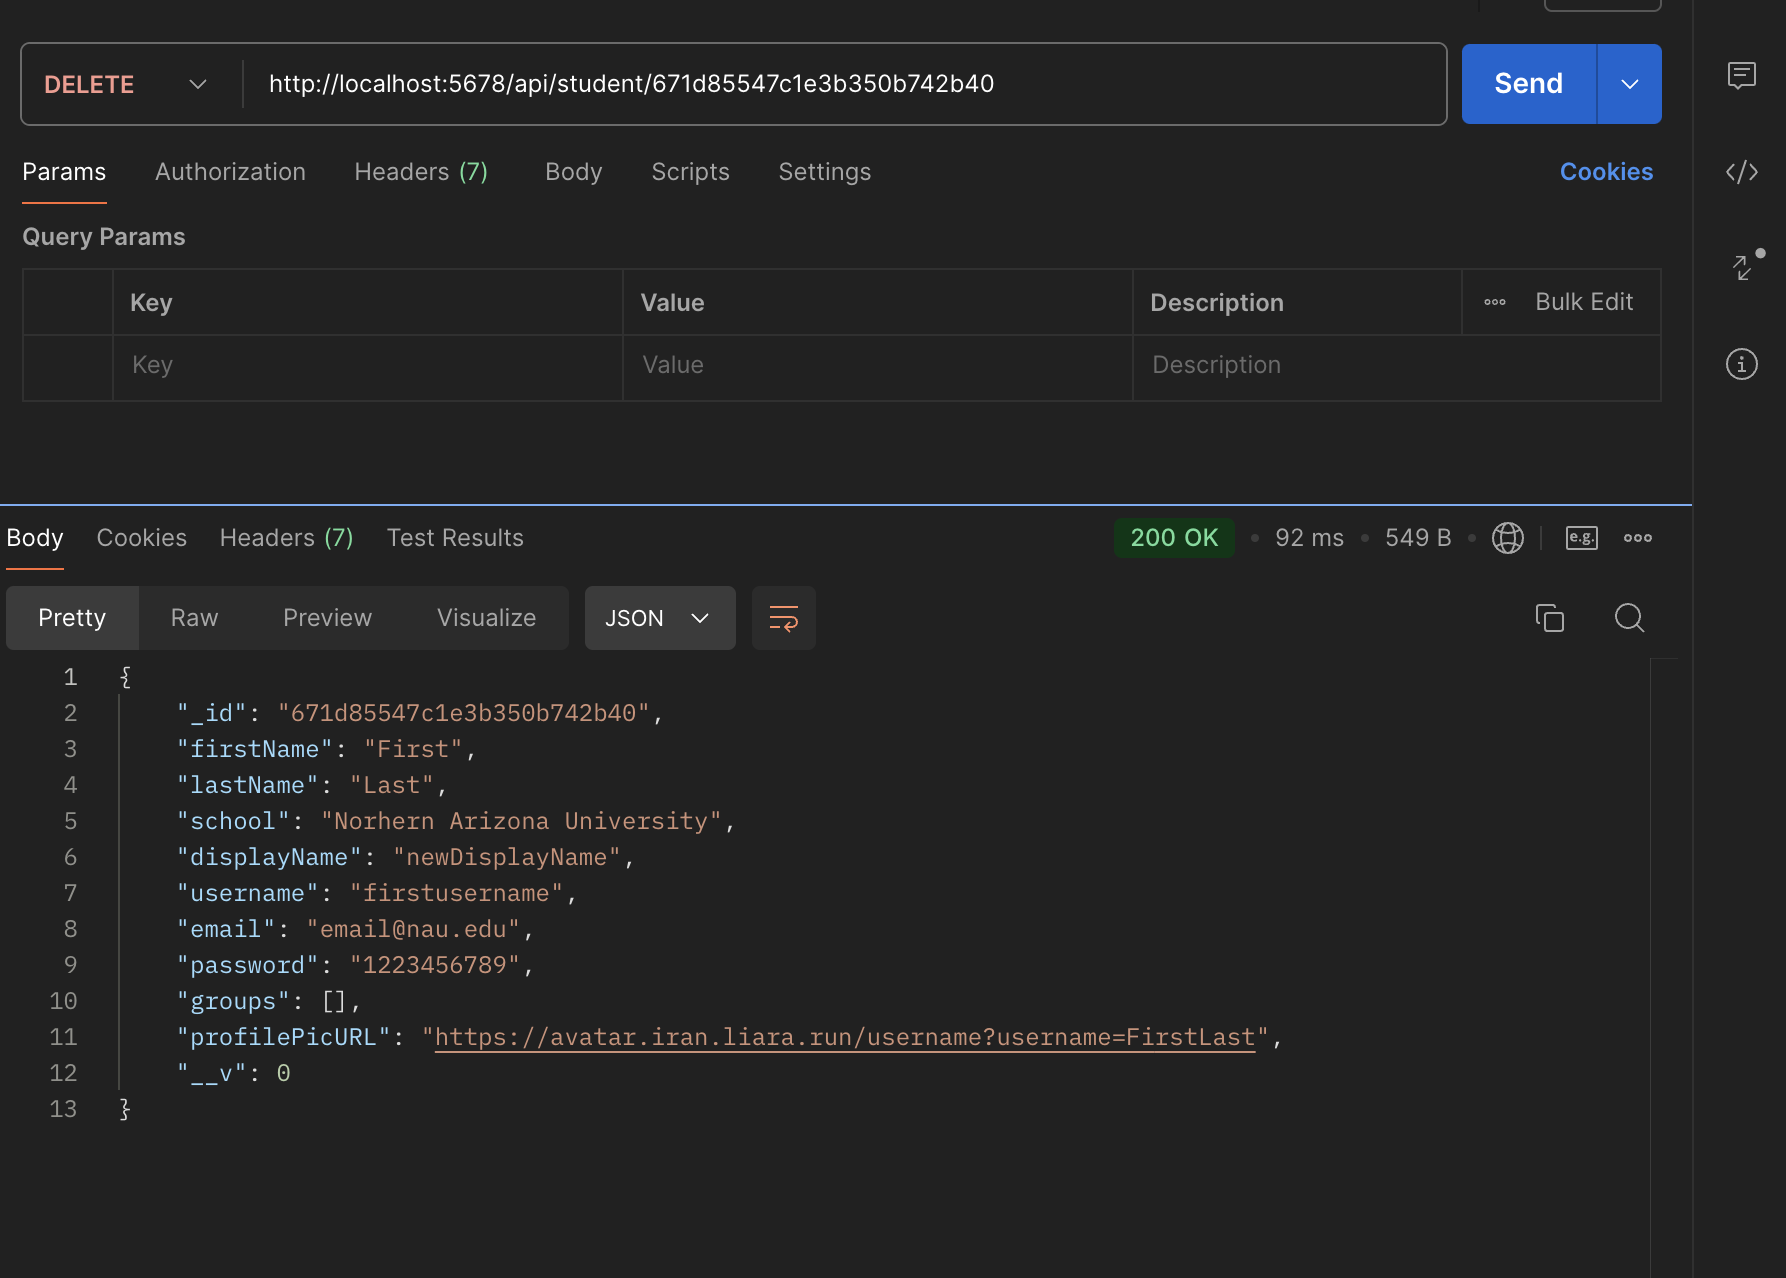 DELETE http://localhost:5678/api/student/671d85547c1e3b350b742b40 Send
Params Authorization Headers (7) Body Scripts Settings Cookies
Query Params
Key Value Description Bulk Edit
Key Value Description
Body Cookies Headers (7) Test Results 200 OK • 92 ms • 549 B • e.g.
Pretty Raw Preview Visualize JSON
1 {
2 "_id": "671d85547c1e3b350b742b40",
3 "firstName": "First",
4 "lastName": "Last",
5 "school": "Norhern Arizona University",
6 "displayName": "newDisplayName",
7 "username": "firstusername",
8 "email": "email@nau.edu",
9 "password": "1223456789",
10 "groups": [],
11 "profilePicURL": "https://avatar.iran.liara.run/username?username=FirstLast",
12 "__v": 0
13 }